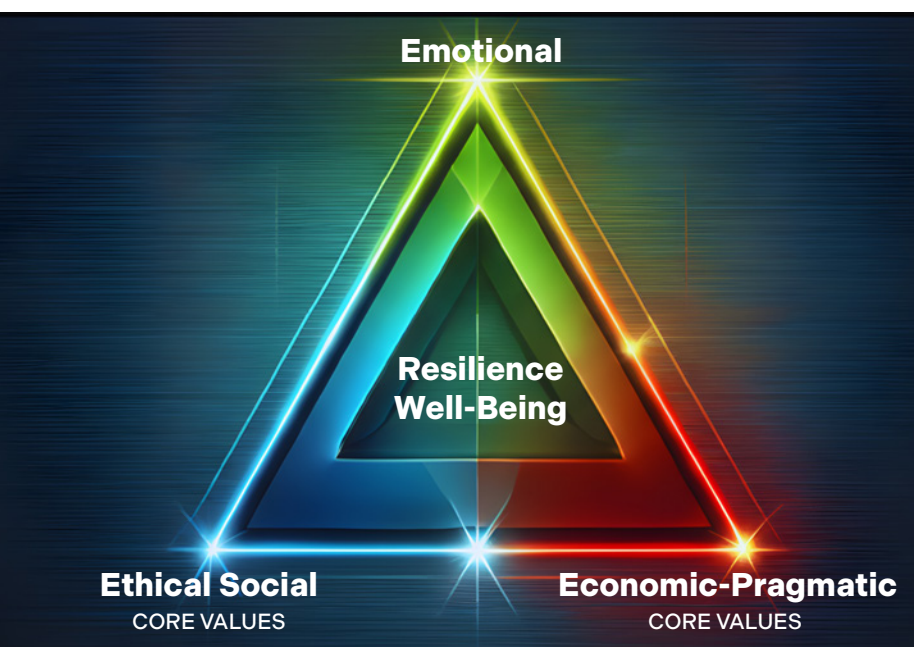 Emotional
Resilience
Well-Being
Ethical Social
CORE VALUES
Economic-Pragmatic
CORE VALUES